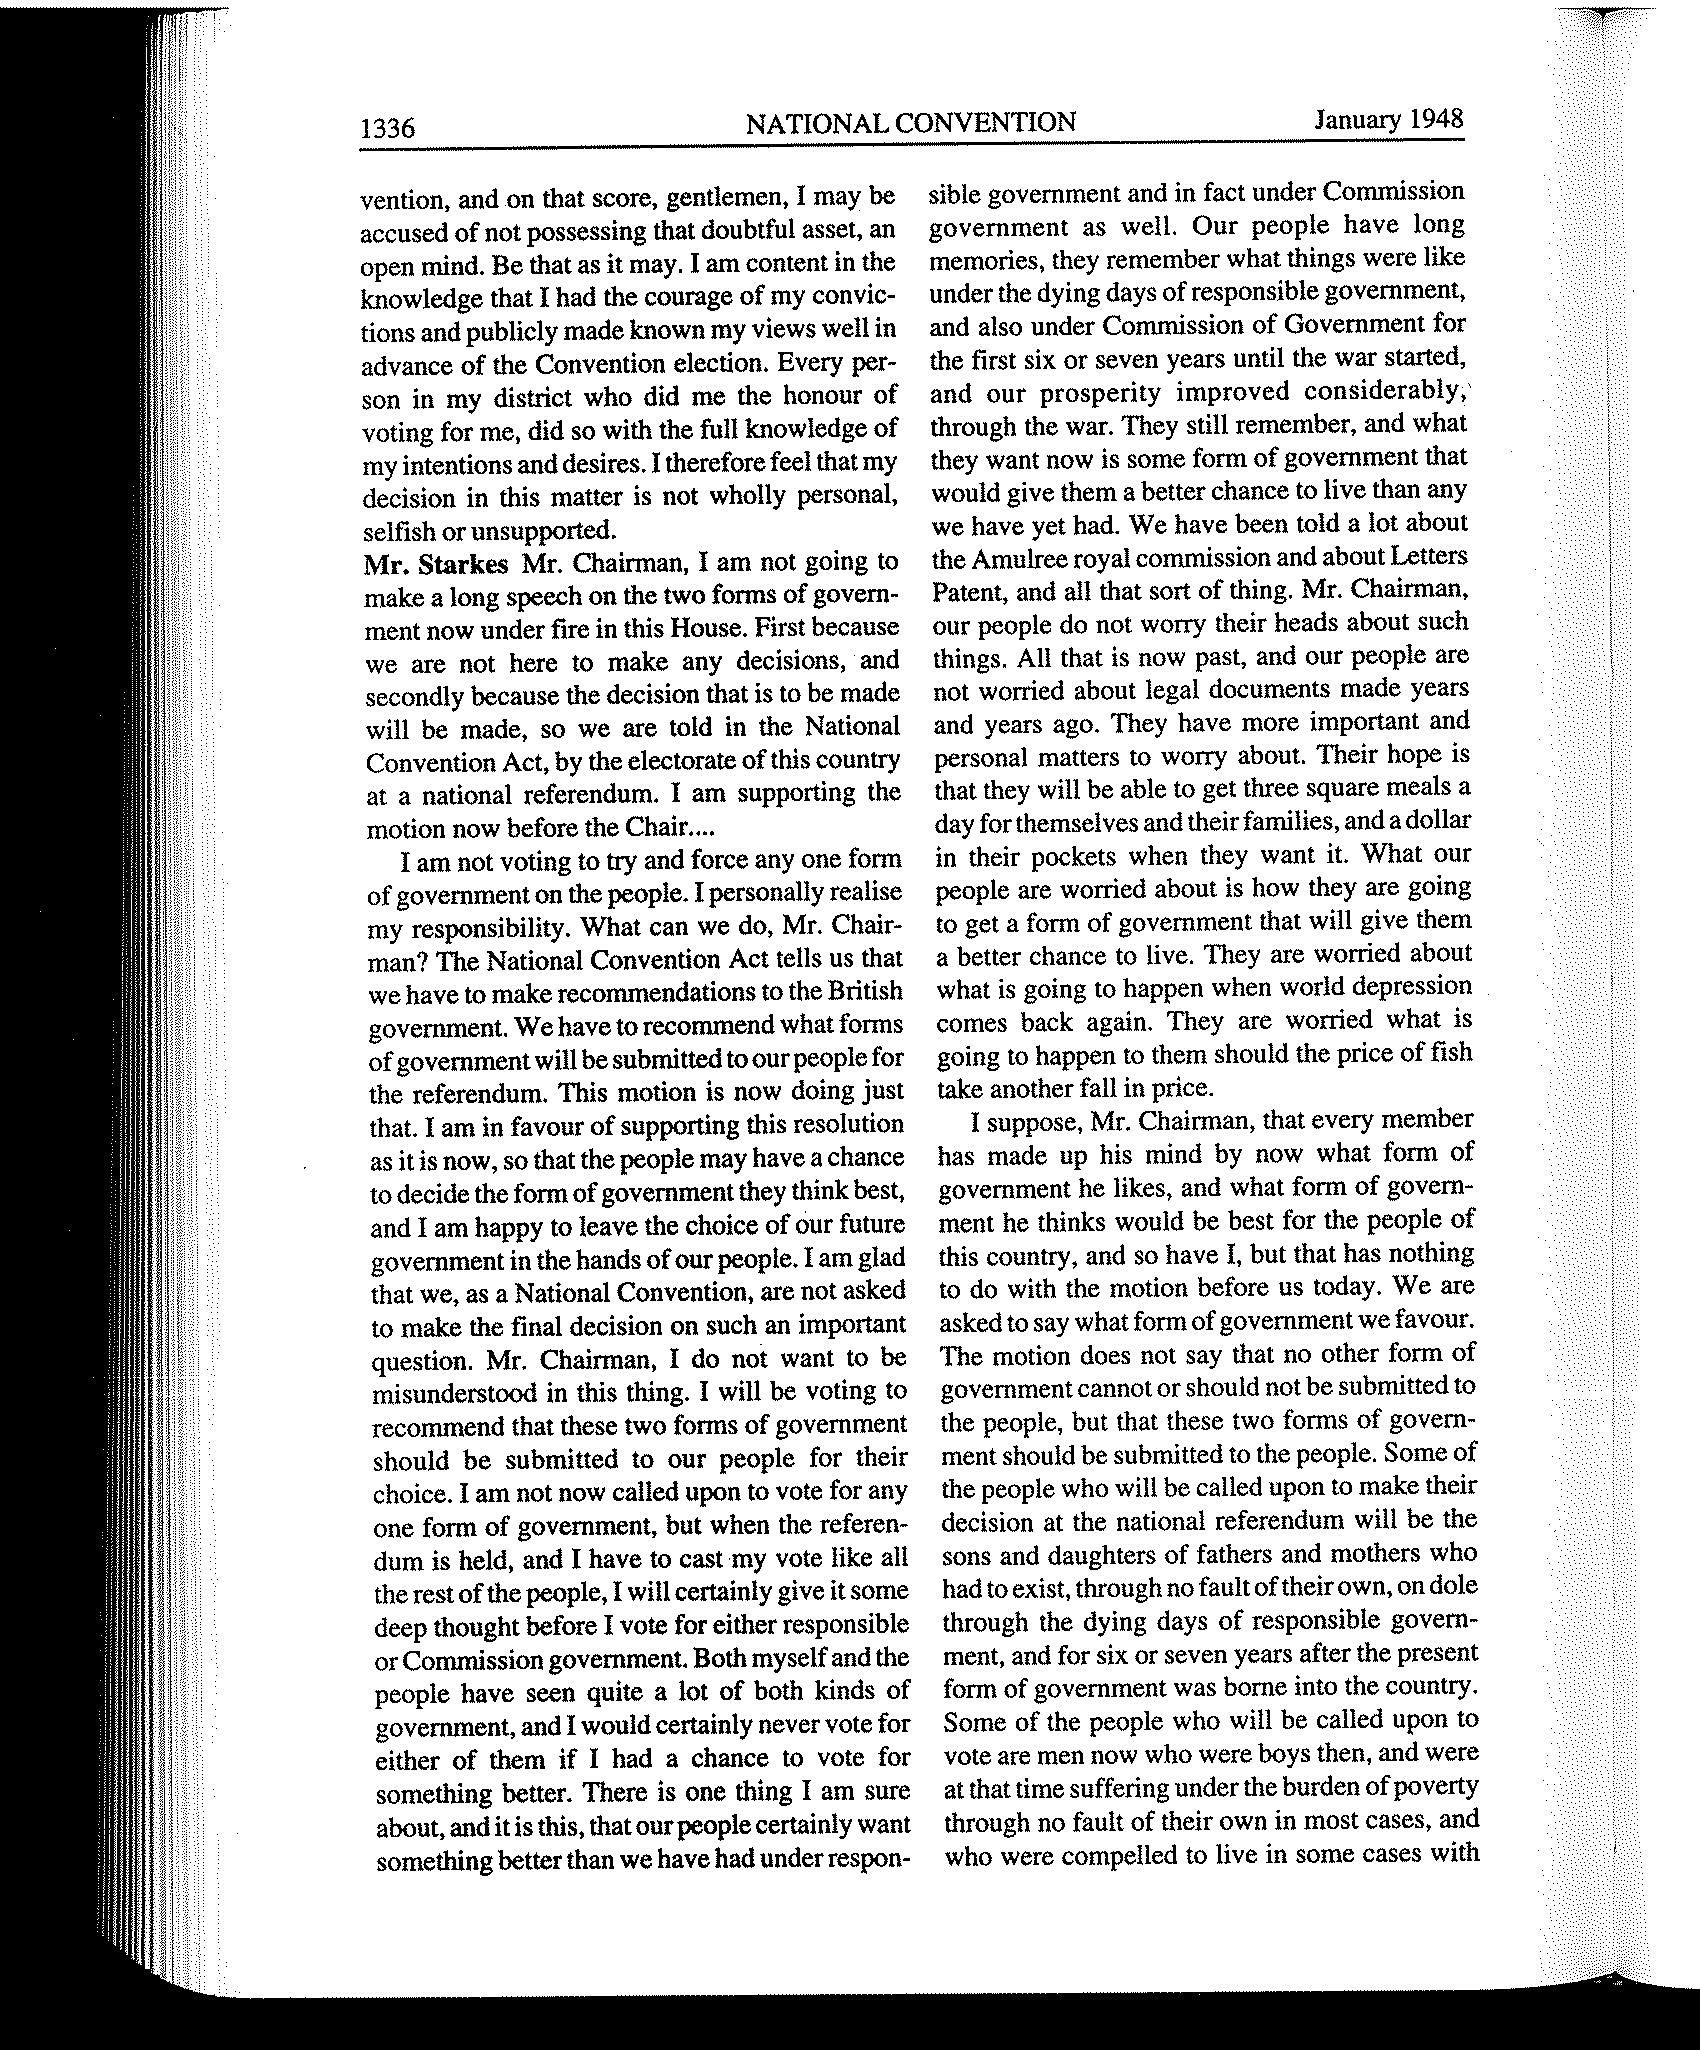 1336
NATIONAL CONVENTION
January 1948
vention, and on that score, gentlemen, I may be
accused of not possessing that doubtful asset, an
open mind. Be that as it may. I am content in the
knowledge that I had the courage of my convic-
tions and publicly made known my views well in
advance of the Convention election. Every per-
son in my district who did me the honour of
voting for me, did so with the full knowledge of
my intentions and desires. I therefore feel that my
decision in this matter is not wholly personal,
selfish or unsupported.
Mr. Starkes Mr. Chairman, I am not going to
make a long speech on the two forms of govern-
ment now under fire in this House. First because
we are not here to make any decisions, and
secondly because the decision that is to be made
will be made, so we are told in the National
Convention Act, by the electorate of this country
at a national referendum. I am supporting the
motion now before the Chair....
I am not voting to try and force any one form
of government on the people. I personally realise
my responsibility. What can we do, Mr. Chair-
man? The National Convention Act tells us that
we have to make recommendations to the British
government. We have to recommend what forms
of government will be submitted to our people for
the referendum. This motion is now doing just
that. I am in favour of supporting this resolution
as it is now, so that the people may have a chance
to decide the form of government they think best,
and I am happy to leave the choice of our future
government in the hands of our people. I am glad
that we, as a National Convention, are not asked
to make the final decision on such an important
question. Mr. Chairman, I do not want to be
misunderstood in this thing. I will be voting to
recommend that these two forms of government
should be submitted to our people for their
choice. I am not now called upon to vote for any
one form of government, but when the referen-
dum is held, and I have to cast my vote like all
the rest of the people, I will certainly give it some
deep thought before I vote for either responsible
or Commission government. Both myself and the
people have seen quite a lot of both kinds of
government, and I would certainly never vote for
either of them if I had a chance to vote for
something better. There is one thing I am sure
about, and it is this, that our people certainly want
something better than we have had under respon-
sible government and in fact under Commission
government as well. Our people have long
memories, they remember what things were like
under the dying days of responsible government,
and also under Commission of Government for
the first six or seven years until the war started,
and our prosperity improved considerably,
through the war. They still remember, and what
they want now is some form of government that
would give them a better chance to live than any
we have yet had. We have been told a lot about
the Amulree royal commission and about Letters
Patent, and all that sort of thing. Mr. Chairman,
our people do not worry their heads about such
things. All that is now past, and our people are
not worried about legal documents made years
and years ago. They have more important and
personal matters to worry about. Their hope is
that they will be able to get three square meals a
day for themselves and their families, and a dollar
in their pockets when they want it. What our
people are worried about is how they are going
to get a form of government that will give them
a better chance to live. They are worried about
what is going to happen when world depression
comes back again. They are worried what is
going to happen to them should the price of fish
take another fall in price.
I suppose, Mr. Chairman, that every member
has made up his mind by now what form of
government he likes, and what form of govern-
ment he thinks would be best for the people of
this country, and so have I, but that has nothing
to do with the motion before us today. We are
asked to say what form of government we favour.
The motion does not say that no other form of
government cannot or should not be submitted to
the people, but that these two forms of govern-
ment should be submitted to the people. Some of
the people who will be called upon to make their
decision at the national referendum will be the
sons and daughters of fathers and mothers who
had to exist, through no fault of their own, on dole
through the dying days of responsible govern-
ment, and for six or seven years after the present
form of government was borne into the country.
Some of the people who will be called upon to
vote are men now who were boys then, and were
at that time suffering under the burden of poverty
through no fault of their own in most cases, and
who were compelled to live in some cases with